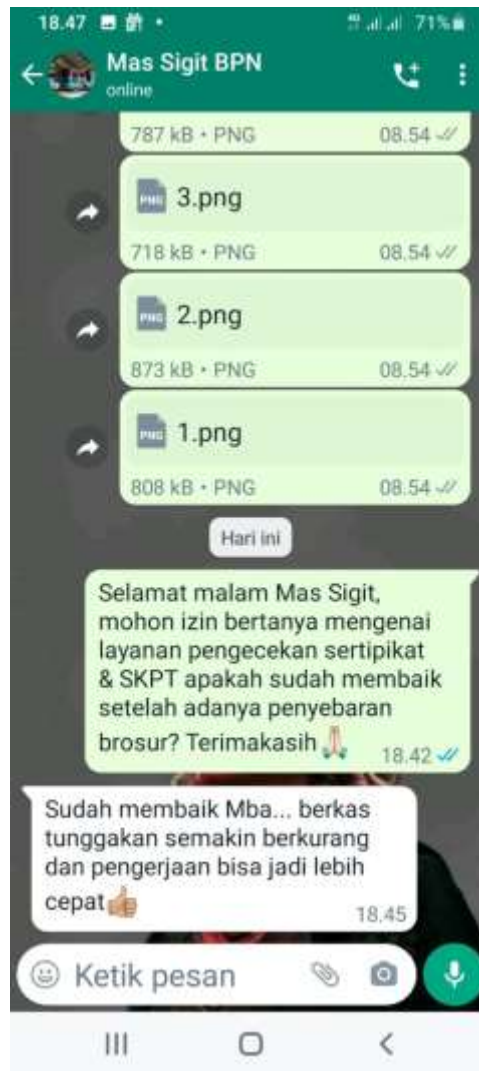 18.47
71%
Mas Sigit BPN
online
787 kB • PNG 08.54
PNG 3.png
718 kB • PNG 08.54
PNG 2.png
873 kB • PNG 08.54
PNG 1.png
808 kB • PNG 08.54
Hari ini
Selamat malam Mas Sigit,
mohon izin bertanya mengenai
layanan pengecekan sertipikat
& SKPT apakah sudah membaik
setelah adanya penyebaran
brosur? Terimakasih🙏🏻 18.42
Sudah membaik Mba... berkas
tunggakan semakin berkurang
dan pengerjaan bisa jadi lebih
cepat👍🏼 18.45
Ketik pesan